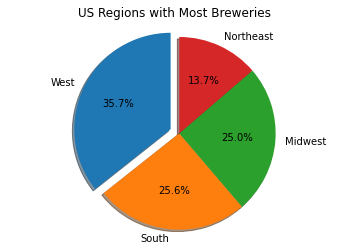 US Regions with Most Breweries
Northeast
West
13.7%
35.7%
25.0%
Midwest
25.6%
South